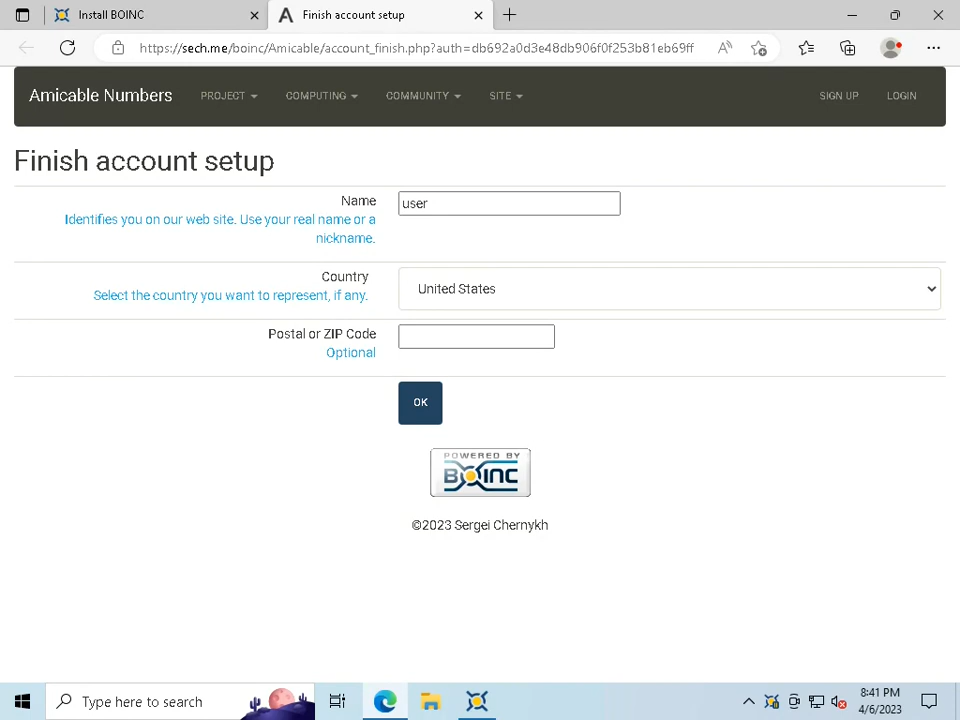 Install BOINC
Finish account setup
https://sech.me/boinc/Amicable/account_finish.php?auth=db692a0d3e48db906f0f253b81eb69ff
Amicable Numbers
PROJECT
COMPUTING
COMMUNITY
SITE
SIGN UP
LOGIN
Finish account setup
Name
Identifies you on our web site. Use your real name or a
nickname.
user
Country
Select the country you want to represent, if any.
United States
Postal or ZIP Code
Optional
OK
POWERED BY
BOINC
©2023 Sergei Chernykh
Type here to search
8:41 PM
4/6/2023